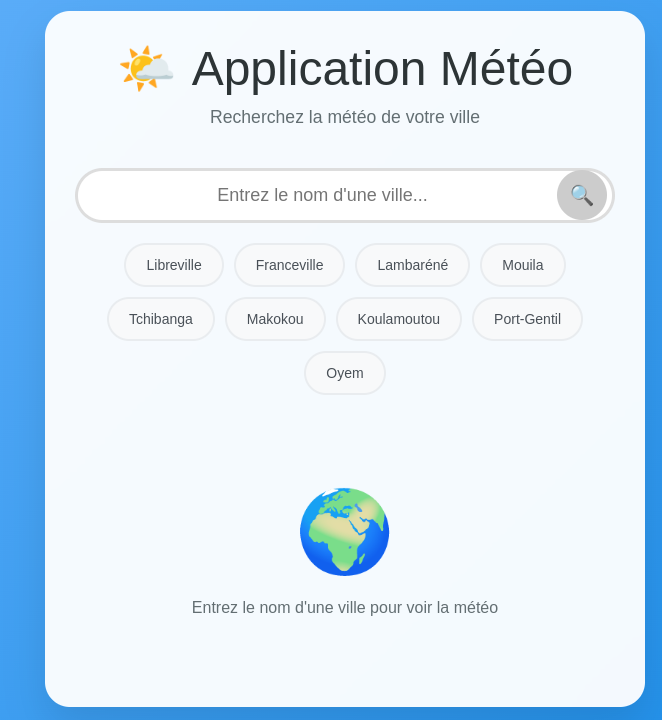 Application Météo
Recherchez la météo de votre ville
Entrez le nom d'une ville...
Libreville Franceville Lambaréné Mouila
Tchibanga Makokou Koulamoutou Port-Gentil
Oyem
Entrez le nom d'une ville pour voir la météo